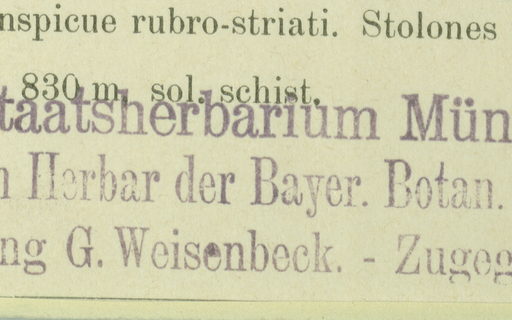 nspicue rubro-striati. Stolones
830 m. sol. schist.
taatsherbarium Mün
n Herbar der Bayer. Botan.
ng G. Weisenbeck. - Zugeg